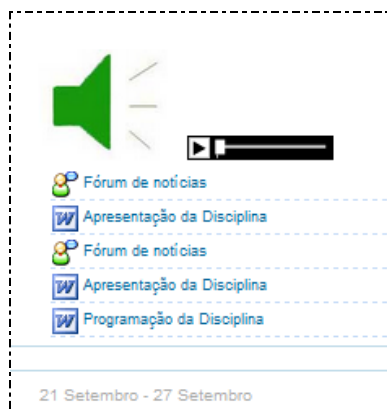 Fórum de notícias
Apresentação da Disciplina
Fórum de notícias
Apresentação da Disciplina
Programação da Disciplina
21 Setembro - 27 Setembro